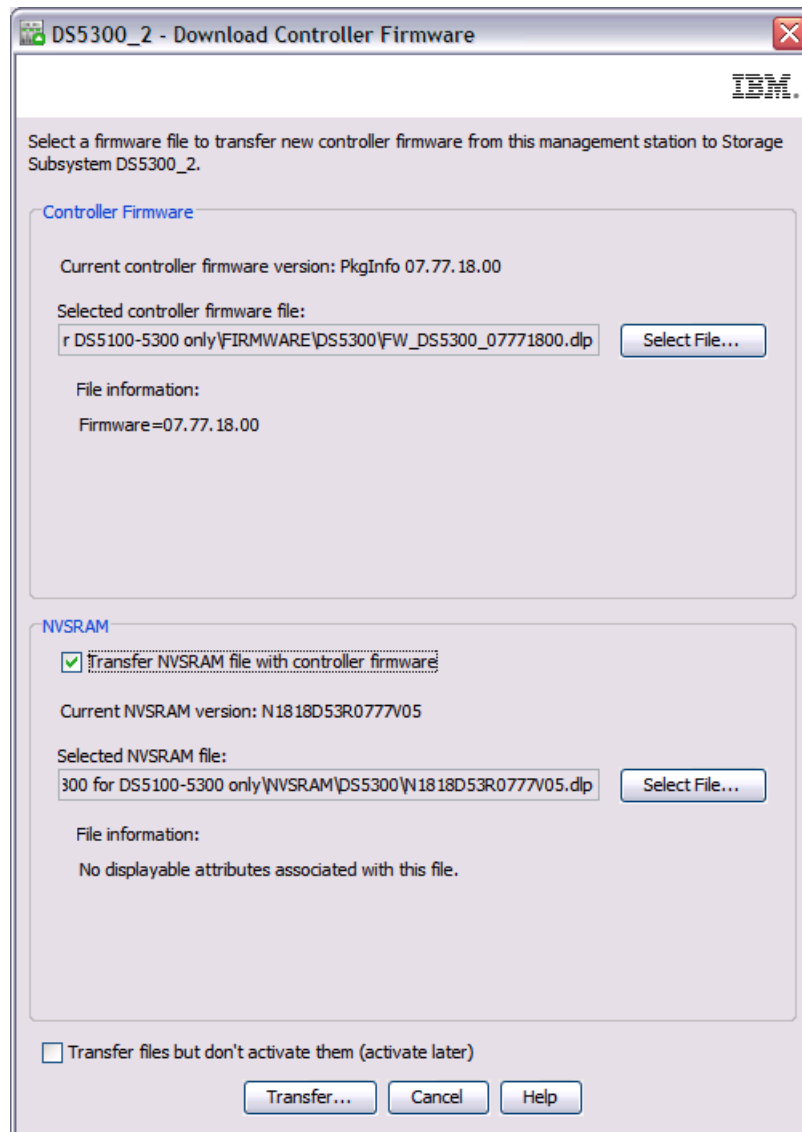 DS5300_2 - Download Controller Firmware
IBM.
Select a firmware file to transfer new controller firmware from this management station to Storage
Subsystem DS5300_2.
Controller Firmware
Current controller firmware version: PkgInfo 07.77.18.00
Selected controller firmware file:
r DS5100-5300 only\FIRMWARE\DS5300\FW_DS5300_07771800.dlp
Select File...
File information:
Firmware=07.77.18.00
NVSRAM
Transfer NVSRAM file with controller firmware
Current NVSRAM version: N1818D53R0777V05
Selected NVSRAM file:
300 for DS5100-5300 only\NVSRAM\DS5300\N1818D53R0777V05.dlp
Select File...
File information:
No displayable attributes associated with this file.
Transfer files but don't activate them (activate later)
Transfer... Cancel Help